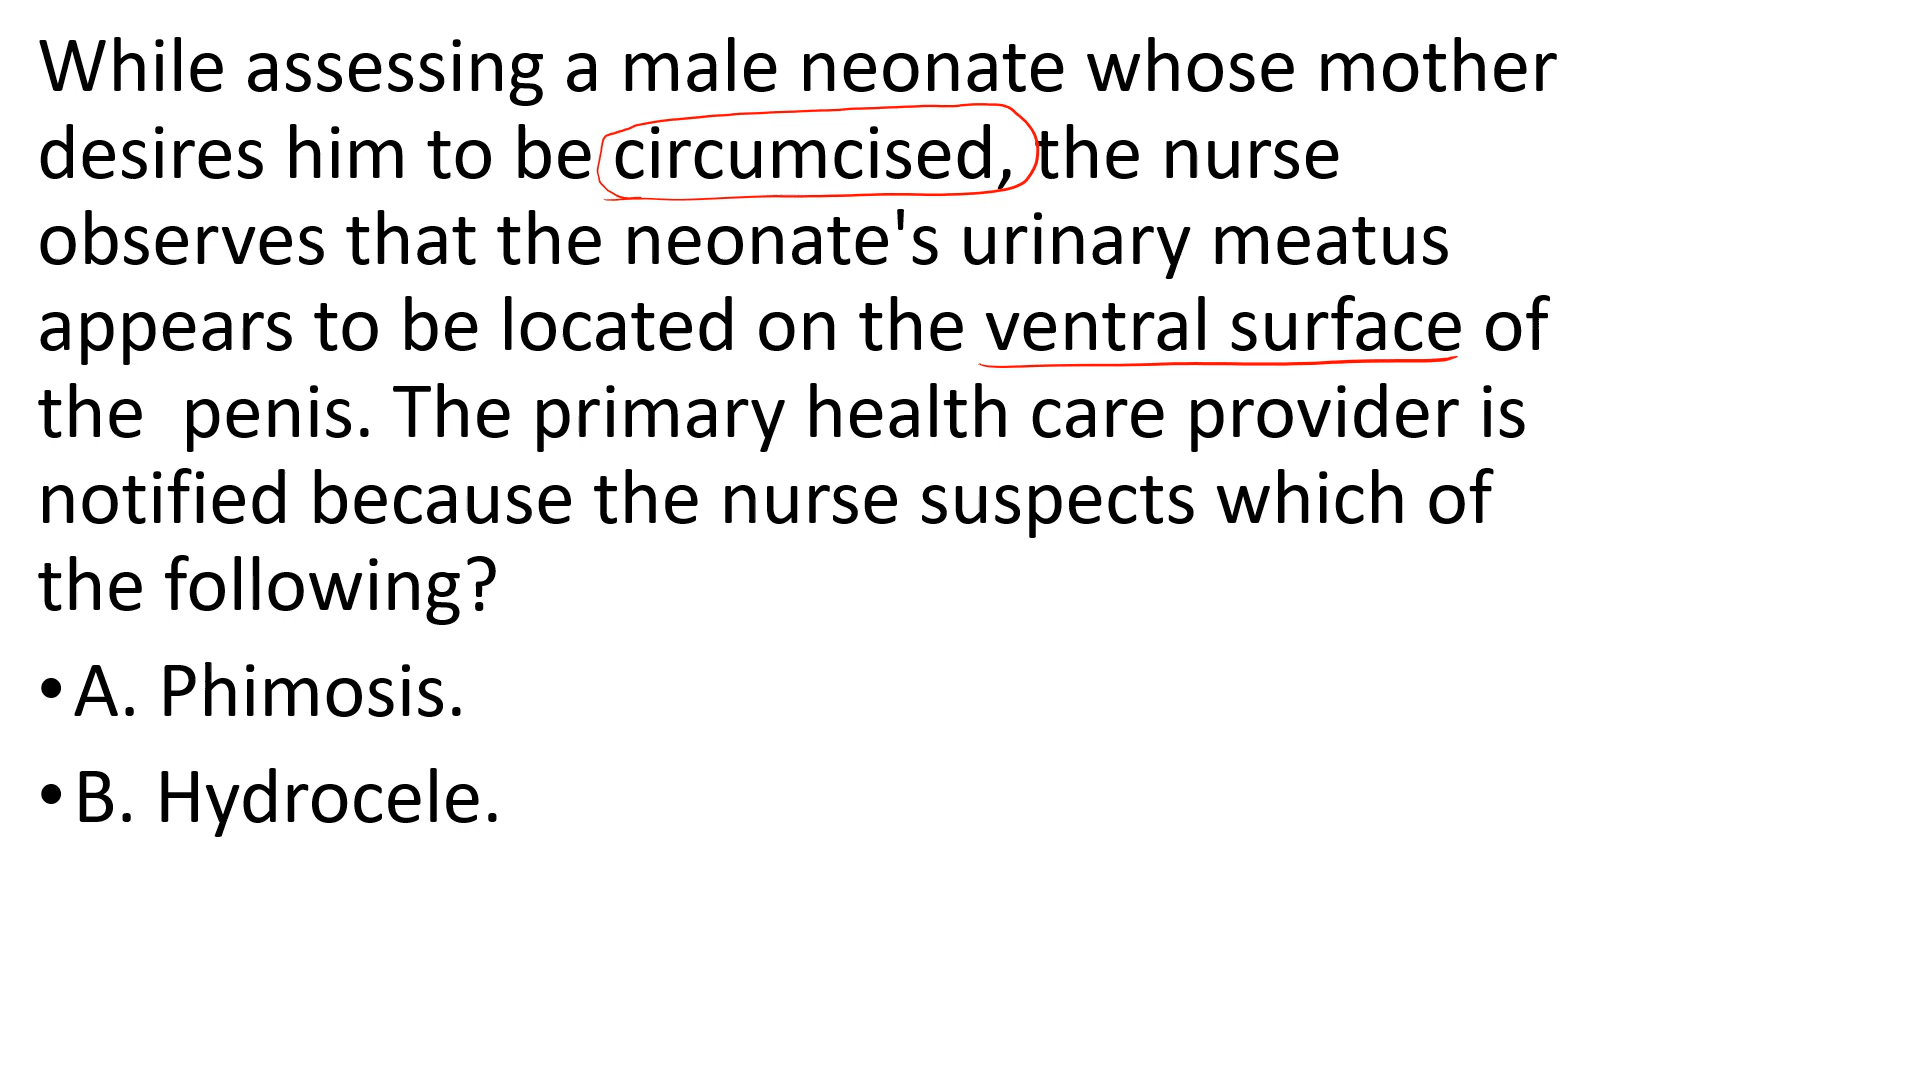 While assessing a male neonate whose mother
desires him to be circumcised, the nurse
observes that the neonate's urinary meatus
appears to be located on the ventral surface of
the  penis. The primary health care provider is
notified because the nurse suspects which of
the following?
•A. Phimosis.
•B. Hydrocele.